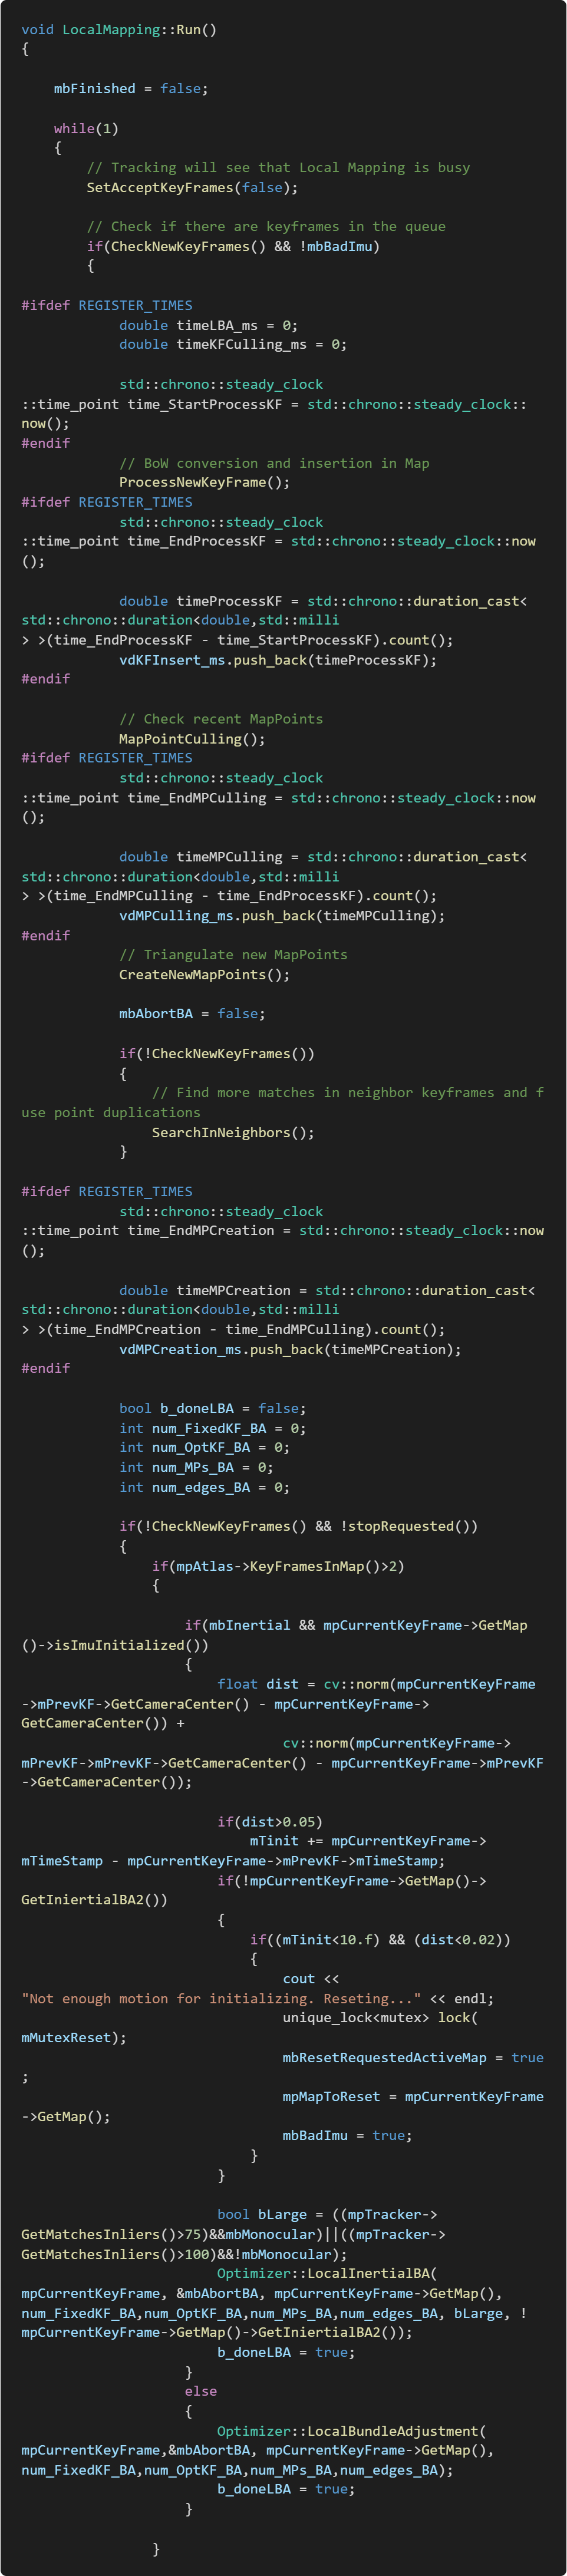 void LocalMapping::Run()
{
    mbFinished = false;
    while(1)
    {
        // Tracking will see that Local Mapping is busy
        SetAcceptKeyFrames(false);
        // Check if there are keyframes in the queue
        if(CheckNewKeyFrames() && !mbBadImu)
        {
#ifdef REGISTER_TIMES
            double timeLBA_ms = 0;
            double timeKFCulling_ms = 0;
            std::chrono::steady_clock
::time_point time_StartProcessKF = std::chrono::steady_clock::
now();
#endif
            // BoW conversion and insertion in Map
            ProcessNewKeyFrame();
#ifdef REGISTER_TIMES
            std::chrono::steady_clock
::time_point time_EndProcessKF = std::chrono::steady_clock::now
();
            double timeProcessKF = std::chrono::duration_cast<
std::chrono::duration<double,std::milli
> >(time_EndProcessKF - time_StartProcessKF).count();
            vdKFInsert_ms.push_back(timeProcessKF);
#endif
            // Check recent MapPoints
            MapPointCulling();
#ifdef REGISTER_TIMES
            std::chrono::steady_clock
::time_point time_EndMPCulling = std::chrono::steady_clock::now
();
            double timeMPCulling = std::chrono::duration_cast<
std::chrono::duration<double,std::milli
> >(time_EndMPCulling - time_EndProcessKF).count();
            vdMPCulling_ms.push_back(timeMPCulling);
#endif
            // Triangulate new MapPoints
            CreateNewMapPoints();
            mbAbortBA = false;
            if(!CheckNewKeyFrames())
            {
                // Find more matches in neighbor keyframes and f
use point duplications
                SearchInNeighbors();
            }
#ifdef REGISTER_TIMES
            std::chrono::steady_clock
::time_point time_EndMPCreation = std::chrono::steady_clock::now
();
            double timeMPCreation = std::chrono::duration_cast<
std::chrono::duration<double,std::milli
> >(time_EndMPCreation - time_EndMPCulling).count();
            vdMPCreation_ms.push_back(timeMPCreation);
#endif
            bool b_doneLBA = false;
            int num_FixedKF_BA = 0;
            int num_OptKF_BA = 0;
            int num_MPs_BA = 0;
            int num_edges_BA = 0;
            if(!CheckNewKeyFrames() && !stopRequested())
            {
                if(mpAtlas->KeyFramesInMap()>2)
                {
                    if(mbInertial && mpCurrentKeyFrame->GetMap
()->isImuInitialized())
                    {
                        float dist = cv::norm(mpCurrentKeyFrame
->mPrevKF->GetCameraCenter() - mpCurrentKeyFrame->
GetCameraCenter()) +
                                cv::norm(mpCurrentKeyFrame->
mPrevKF->mPrevKF->GetCameraCenter() - mpCurrentKeyFrame->mPrevKF
->GetCameraCenter());
                        if(dist>0.05)
                            mTinit += mpCurrentKeyFrame->
mTimeStamp - mpCurrentKeyFrame->mPrevKF->mTimeStamp;
                        if(!mpCurrentKeyFrame->GetMap()->
GetIniertialBA2())
                        {
                            if((mTinit<10.f) && (dist<0.02))
                            {
                                cout <<
"Not enough motion for initializing. Reseting..." << endl;
                                unique_lock<mutex> lock(
mMutexReset);
                                mbResetRequestedActiveMap = true
;
                                mpMapToReset = mpCurrentKeyFrame
->GetMap();
                                mbBadImu = true;
                            }
                        }
                        bool bLarge = ((mpTracker->
GetMatchesInliers()>75)&&mbMonocular)||((mpTracker->
GetMatchesInliers()>100)&&!mbMonocular);
                        Optimizer::LocalInertialBA(
mpCurrentKeyFrame, &mbAbortBA, mpCurrentKeyFrame->GetMap(),
num_FixedKF_BA,num_OptKF_BA,num_MPs_BA,num_edges_BA, bLarge, !
mpCurrentKeyFrame->GetMap()->GetIniertialBA2());
                        b_doneLBA = true;
                    }
                    else
                    {
                        Optimizer::LocalBundleAdjustment(
mpCurrentKeyFrame,&mbAbortBA, mpCurrentKeyFrame->GetMap(),
num_FixedKF_BA,num_OptKF_BA,num_MPs_BA,num_edges_BA);
                        b_doneLBA = true;
                    }
                }